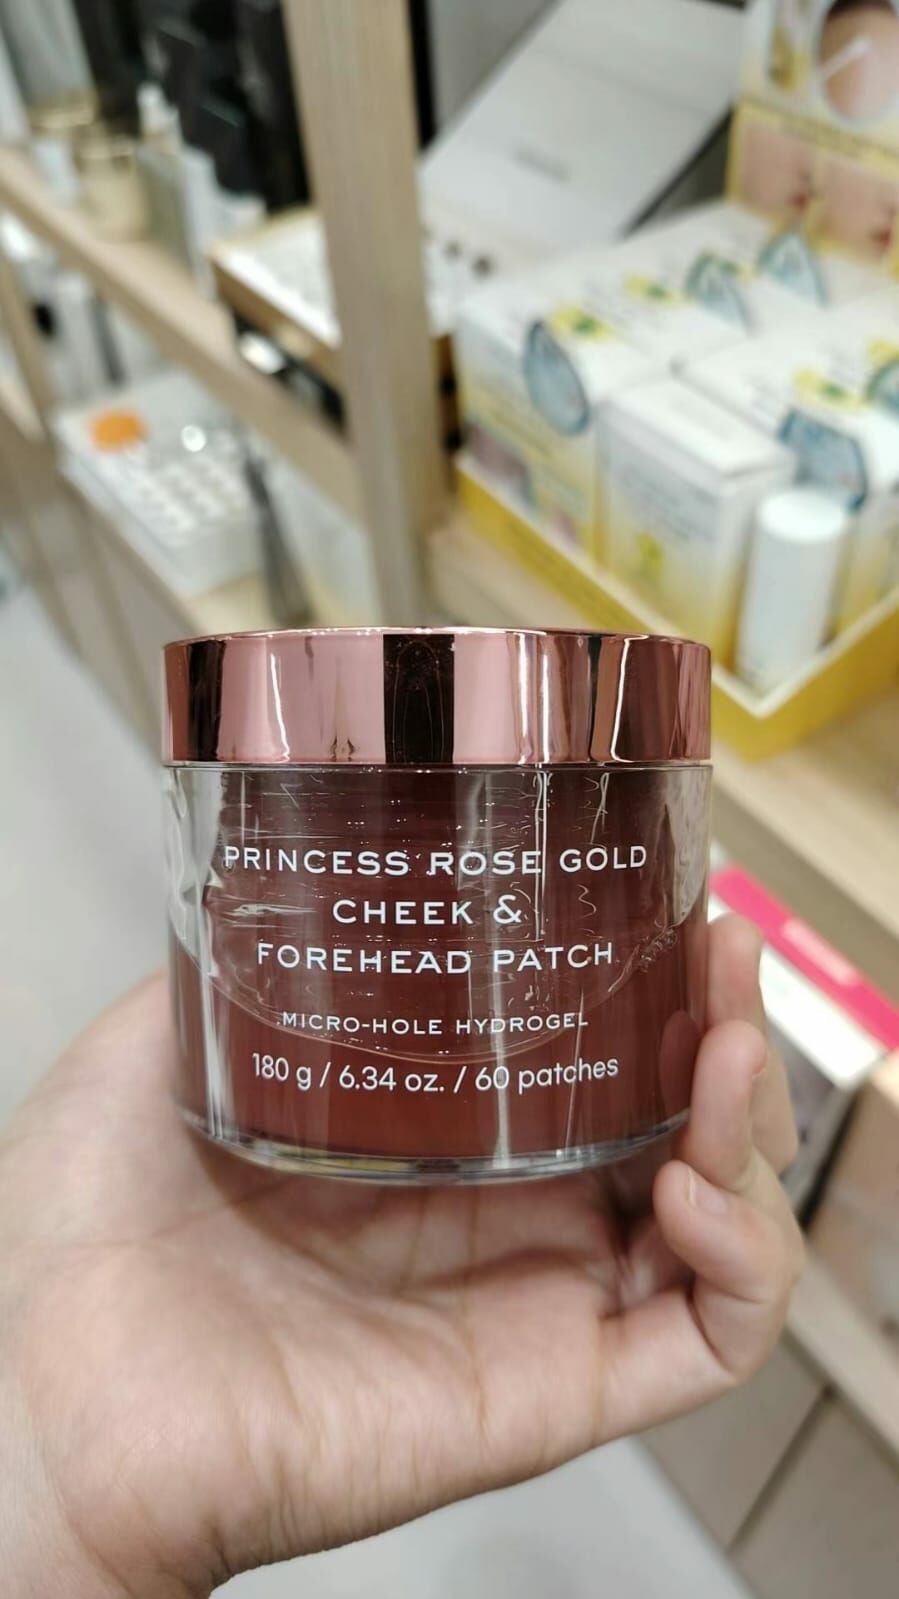 PRINCESS ROSE GOLD
CHEEK &
FOREHEAD PATCH
MICRO-HOLE HYDROGEL
180 g / 6.34 oz. / 60 patches